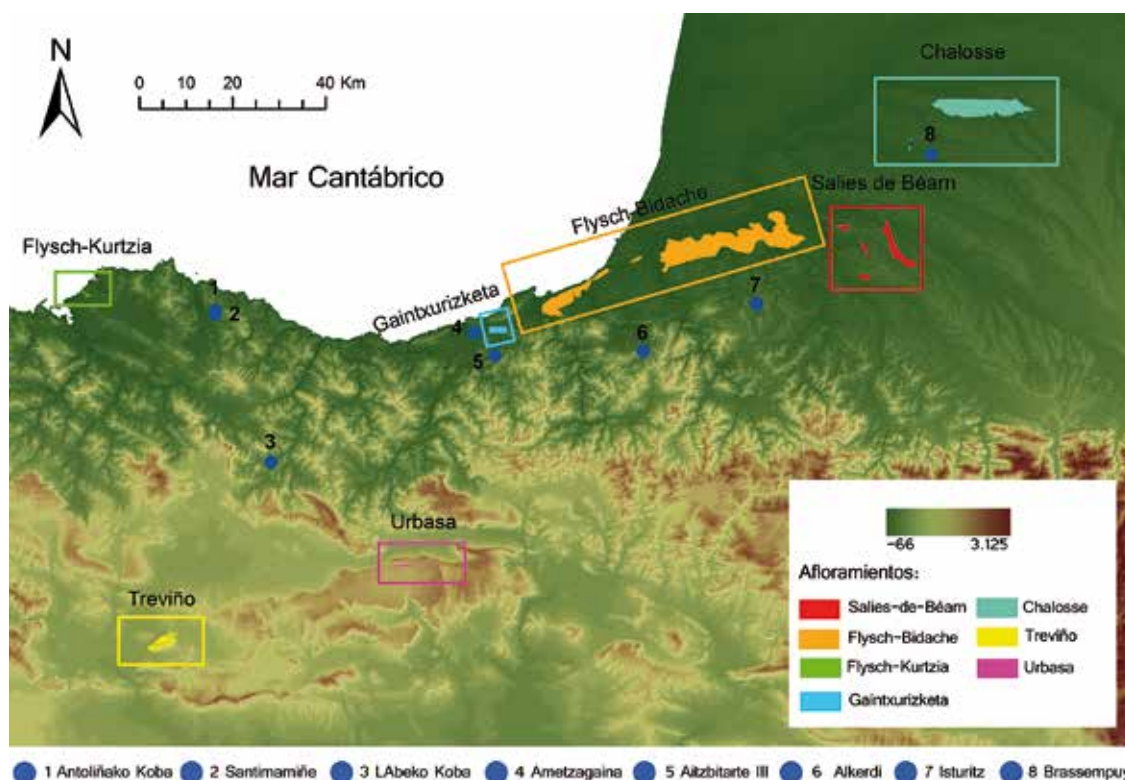 N
0 10 20 40 Km
Chalosse
8
Mar Cantábrico
Salies de Béarn
Flysch-Bidache
Flysch-Kurtzia
1
2
7
Gaintxurizketa
4
5
6
3
Urbasa
Treviño
-66 3.125
Afloramientos:
Salies-de-Béarn Chalosse
Flysch-Bidache Treviño
Flysch-Kurtzia Urbasa
Gaintxurizketa
1 Antoliñako Koba 2 Santimamiñe 3 LAbeko Koba 4 Ametzagaina 5 Aitzbitarte III 6 Alkerdi 7 Isturitz 8 Brassempuy